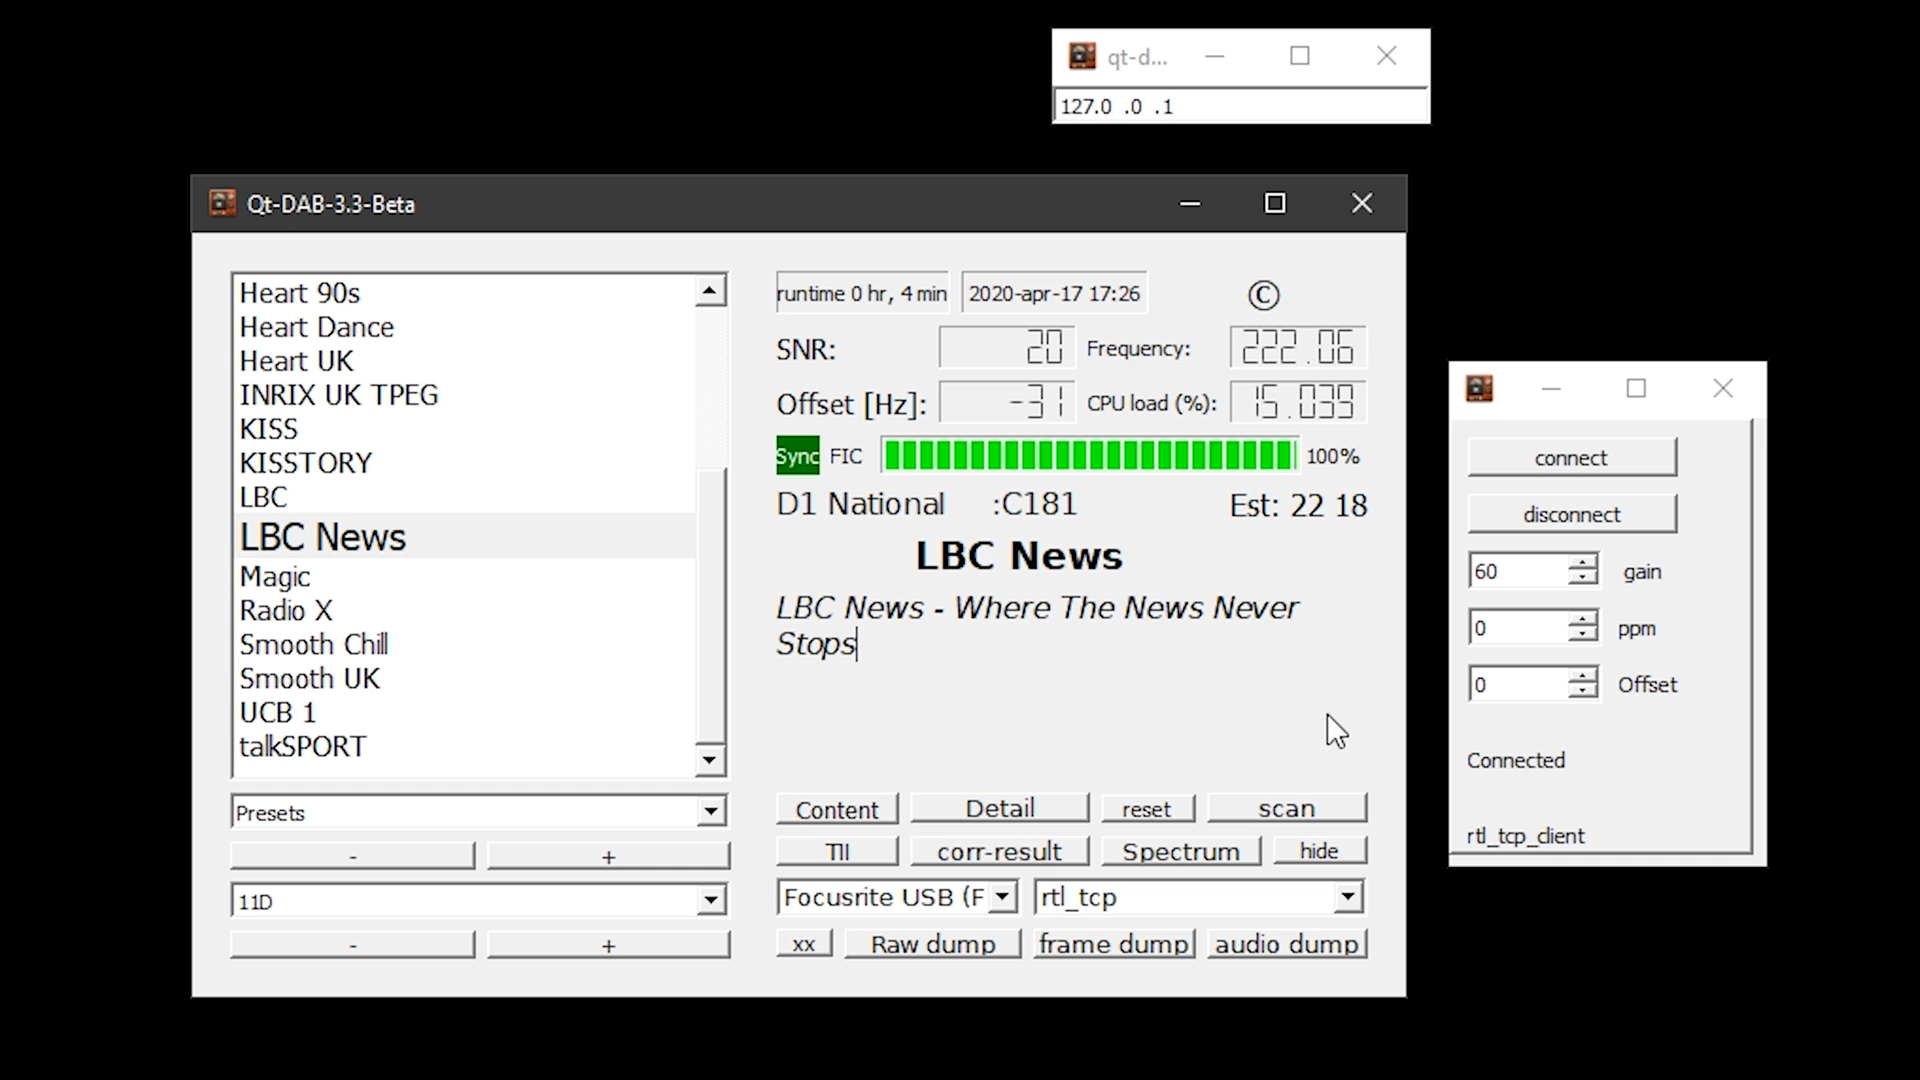 qt-d...
127.0 .0 .1
Qt-DAB-3.3-Beta
Heart 90s
Heart Dance
Heart UK
INRIX UK TPEG
KISS
KISSTORY
LBC
LBC News
Magic
Radio X
Smooth Chill
Smooth UK
UCB 1
talkSPORT
Presets
- +
11D
- +
runtime 0 hr, 4 min 2020-apr-17 17:26 ©
SNR: 20 Frequency: 222.06
Offset [Hz]: -31 CPU load (%): 15.039
Sync FIC 100%
D1 National :C181 Est: 22 18
LBC News
LBC News - Where The News Never
Stops
Content Detail reset scan
TII corr-result Spectrum hide
Focusrite USB (F rtl_tcp
xx Raw dump frame dump audio dump
connect
disconnect
60 gain
0 ppm
0 Offset
Connected
rtl_tcp_client